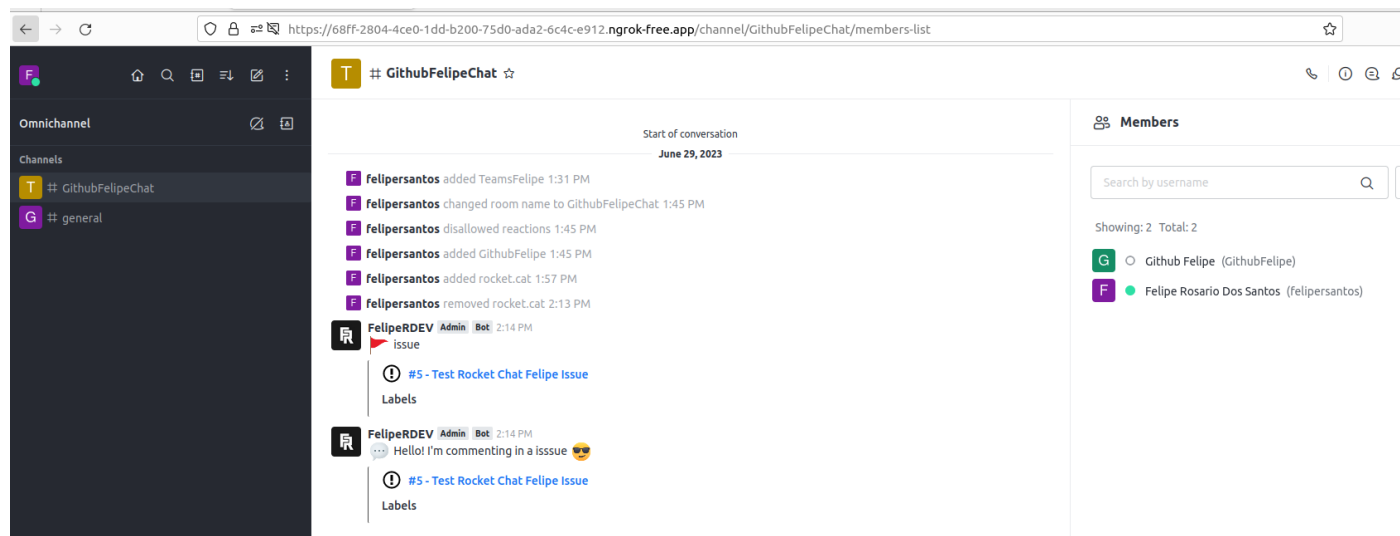 https://68ff-2804-4ce0-1dd-b200-75d0-ada2-6c4c-e912.ngrok-free.app/channel/GithubFelipeChat/members-list
F
T # GithubFelipeChat
Omnichannel
Channels
T # GithubFelipeChat
G # general
Start of conversation
June 29, 2023
F felipersantos added TeamsFelipe 1:31 PM
F felipersantos changed room name to GithubFelipeChat 1:45 PM
F felipersantos disallowed reactions 1:45 PM
F felipersantos added GithubFelipe 1:45 PM
F felipersantos added rocket.cat 1:57 PM
F felipersantos removed rocket.cat 2:13 PM
FR FelipeRDEV Admin Bot 2:14 PM
issue
#5 - Test Rocket Chat Felipe Issue
Labels
FR FelipeRDEV Admin Bot 2:14 PM
Hello! I'm commenting in a isssue
#5 - Test Rocket Chat Felipe Issue
Labels
Members
Search by username
Showing: 2 Total: 2
G Github Felipe (GithubFelipe)
F Felipe Rosario Dos Santos (felipersantos)